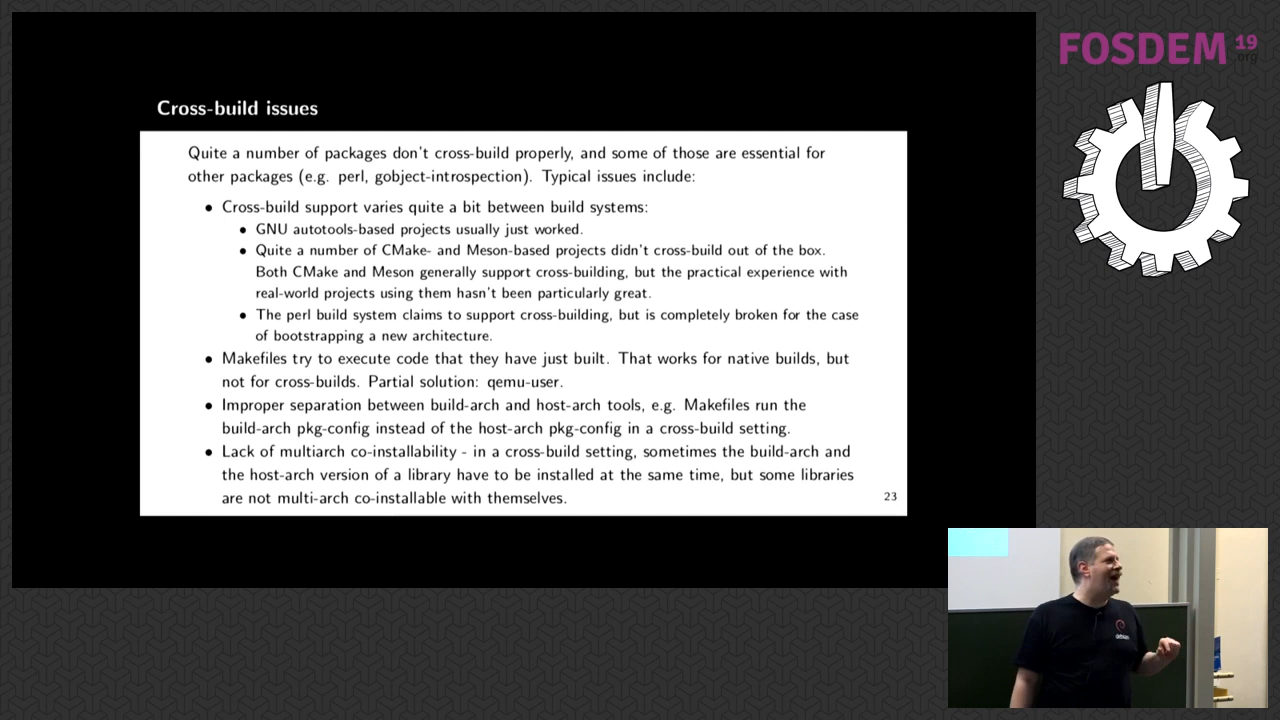 FOSDEM 19
.org
Cross-build issues
Quite a number of packages don't cross-build properly, and some of those are essential for
other packages (e.g. perl, gobject-introspection). Typical issues include:
• Cross-build support varies quite a bit between build systems:
• GNU autotools-based projects usually just worked.
• Quite a number of CMake- and Meson-based projects didn't cross-build out of the box.
Both CMake and Meson generally support cross-building, but the practical experience with
real-world projects using them hasn't been particularly great.
• The perl build system claims to support cross-building, but is completely broken for the case
of bootstrapping a new architecture.
• Makefiles try to execute code that they have just built. That works for native builds, but
not for cross-builds. Partial solution: qemu-user.
• Improper separation between build-arch and host-arch tools, e.g. Makefiles run the
build-arch pkg-config instead of the host-arch pkg-config in a cross-build setting.
• Lack of multiarch co-installability - in a cross-build setting, sometimes the build-arch and
the host-arch version of a library have to be installed at the same time, but some libraries
are not multi-arch co-installable with themselves.
23
debian